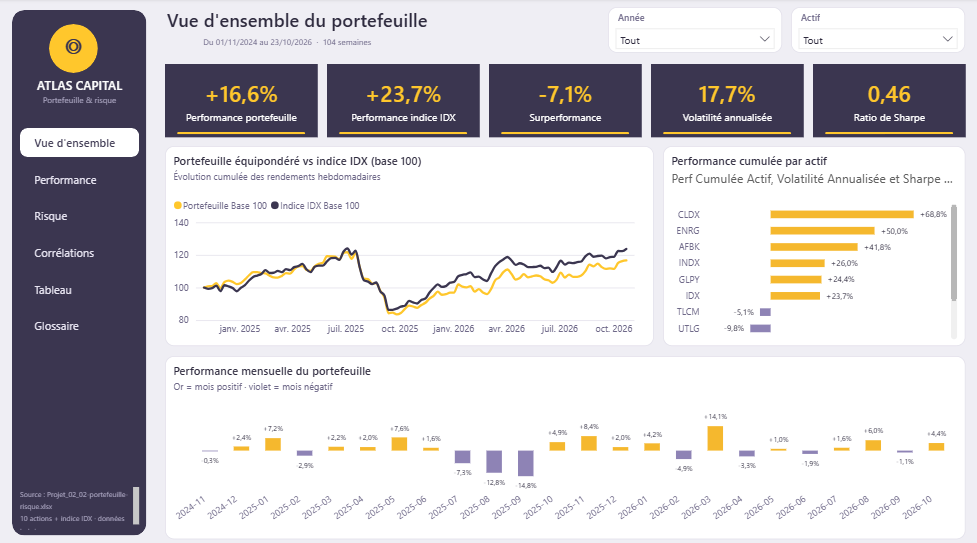 ATLAS CAPITAL
Portefeuille & risque
Vue d'ensemble
Performance
Risque
Corrélations
Tableau
Glossaire
Source : Projet_02_02-portefeuille-
risque.xlsx
10 actions + indice IDX · données
Vue d'ensemble du portefeuille
Du 01/11/2024 au 23/10/2026 · 104 semaines
Année
Tout
Actif
Tout
+16,6%
Performance portefeuille
+23,7%
Performance indice IDX
-7,1%
Surperformance
17,7%
Volatilité annualisée
0,46
Ratio de Sharpe
Portefeuille équipondéré vs indice IDX (base 100)
Évolution cumulée des rendements hebdomadaires
Portefeuille Base 100 Indice IDX Base 100
140
120
100
80
janv. 2025 avr. 2025 juil. 2025 oct. 2025 janv. 2026 avr. 2026 juil. 2026 oct. 2026
Performance cumulée par actif
Perf Cumulée Actif, Volatilité Annualisée et Sharpe ...
CLDX +68,8%
ENRG +50,0%
AFBK +41,8%
INDX +26,0%
GLPY +24,4%
IDX +23,7%
TLCM -5,1%
UTLG -9,8%
Performance mensuelle du portefeuille
Or = mois positif · violet = mois négatif
-0,3% +2,4% +7,2% -2,9% +2,2% +2,0% +7,6% +1,6% -7,3% -12,8% -14,8% +4,9% +8,4% +2,0% +4,2% -4,9% +14,1% -3,3% +1,0% -1,9% +1,6% +6,0% -1,1% +4,4%
2024-11 2024-12 2025-01 2025-02 2025-03 2025-04 2025-05 2025-06 2025-07 2025-08 2025-09 2025-10 2025-11 2025-12 2026-01 2026-02 2026-03 2026-04 2026-05 2026-06 2026-07 2026-08 2026-09 2026-10